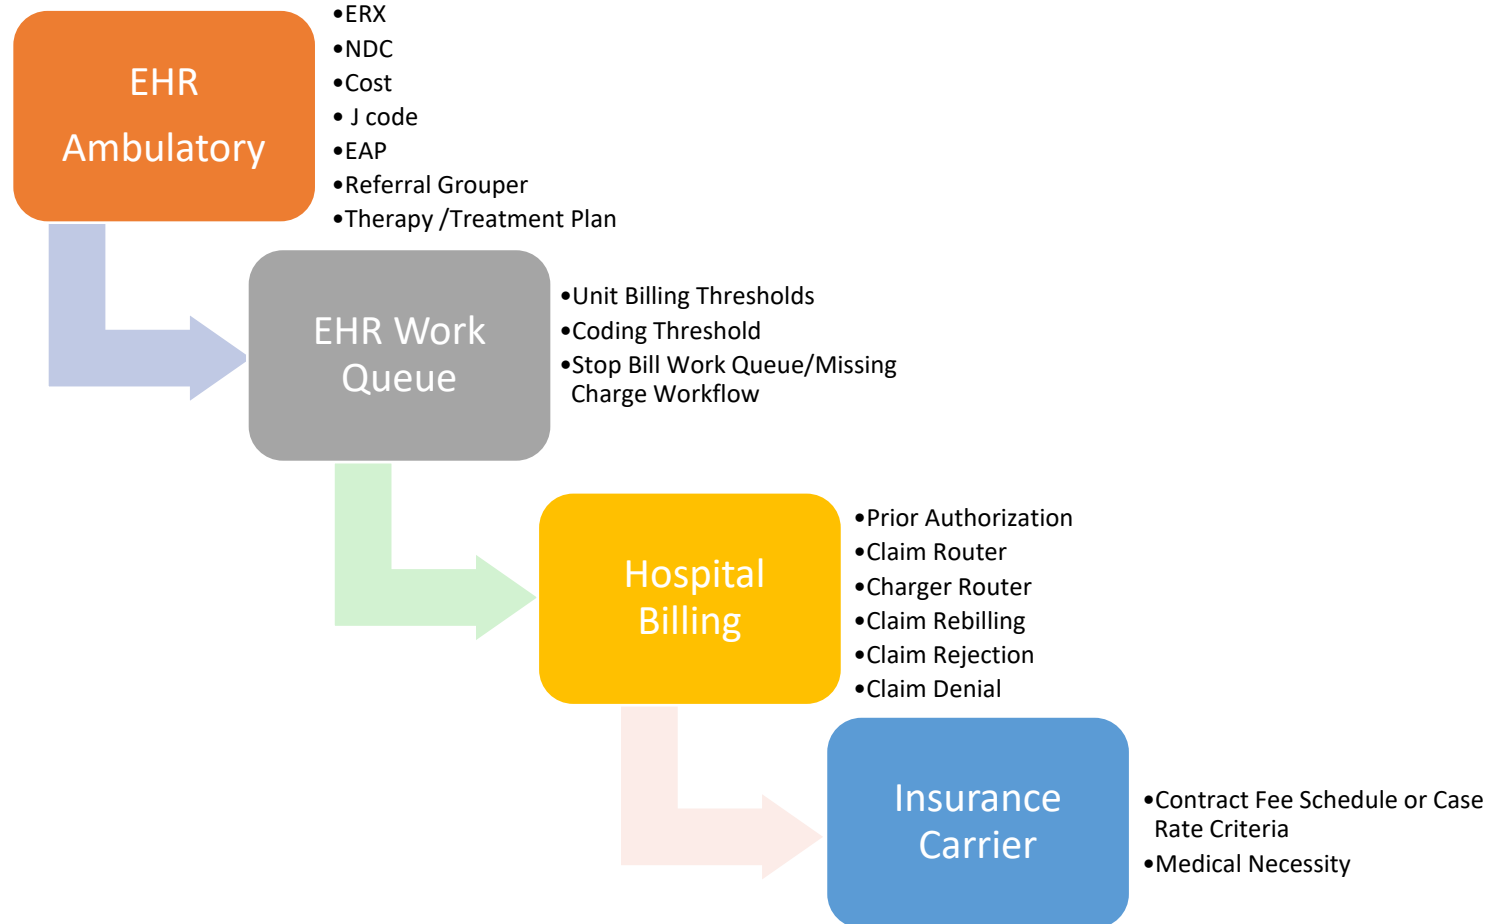 EHR
Ambulatory
•ERX
•NDC
•Cost
• J code
•EAP
•Referral Grouper
•Therapy /Treatment Plan
EHR Work
Queue
•Unit Billing Thresholds
•Coding Threshold
•Stop Bill Work Queue/Missing
Charge Workflow
Hospital
Billing
•Prior Authorization
•Claim Router
•Charger Router
•Claim Rebilling
•Claim Rejection
•Claim Denial
Insurance
Carrier
•Contract Fee Schedule or Case
Rate Criteria
•Medical Necessity